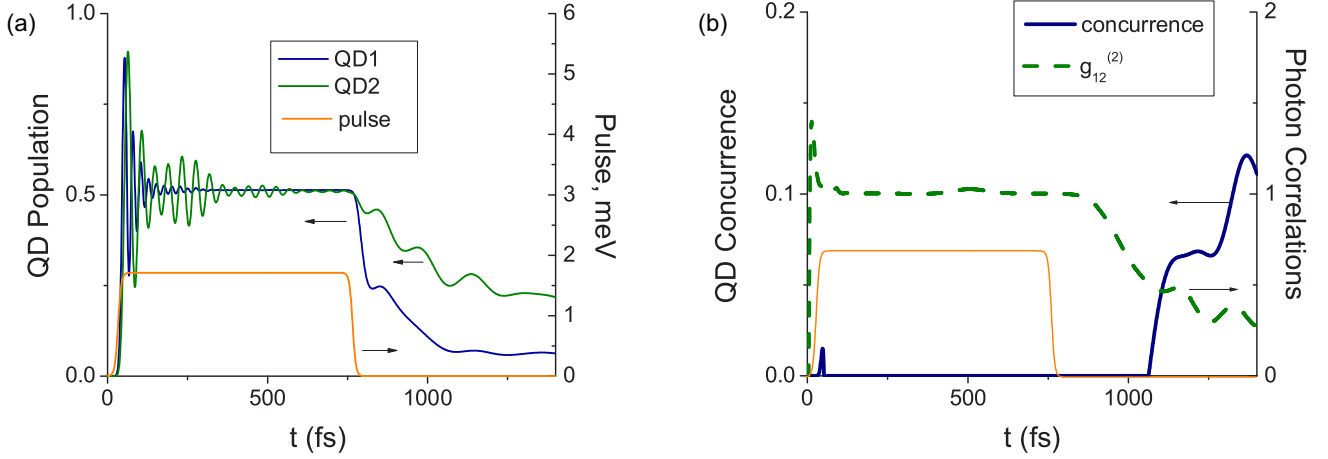 (a)
1.0
0.5
0.0
QD Population
QD1
QD2
pulse
6
5
4
3
2
1
0
Pulse, meV
0
500
1000
t (fs)
(b)
0.2
0.1
0.0
QD Concurrence
concurrence
g12(2)
2
1
0
Photon Correlations
0
500
1000
t (fs)